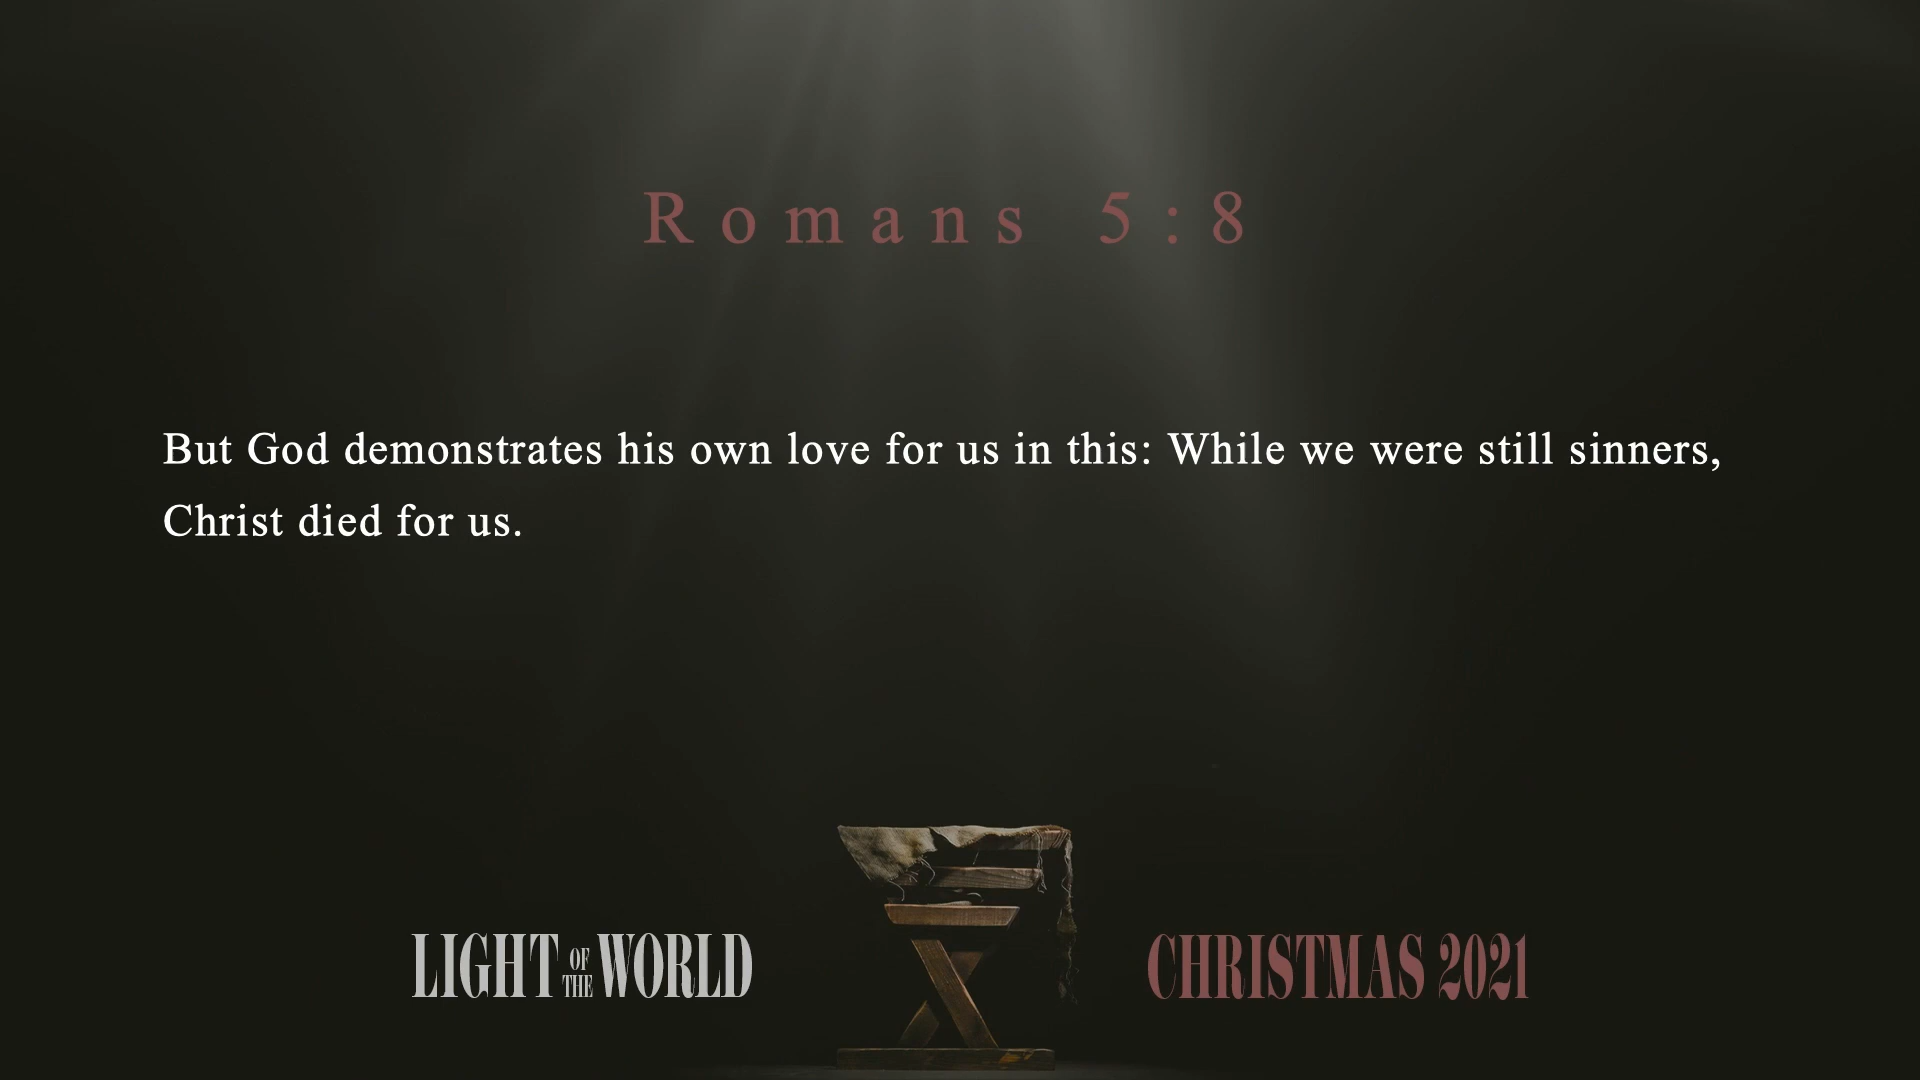 Romans 5:8
But God demonstrates his own love for us in this: While we were still sinners,
Christ died for us.
LIGHT OF THE WORLD
CHRISTMAS 2021